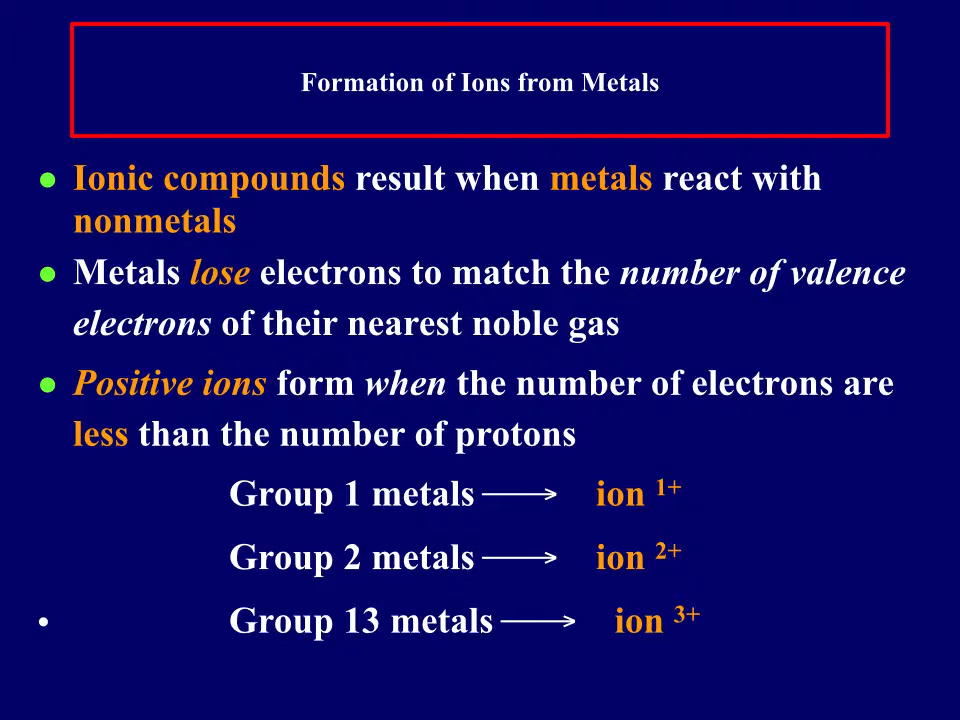 Formation of Ions from Metals
● Ionic compounds result when metals react with
nonmetals
● Metals lose electrons to match the number of valence
electrons of their nearest noble gas
● Positive ions form when the number of electrons are
less than the number of protons
Group 1 metals ⟶ ion 1+
Group 2 metals ⟶ ion 2+
• Group 13 metals ⟶ ion 3+